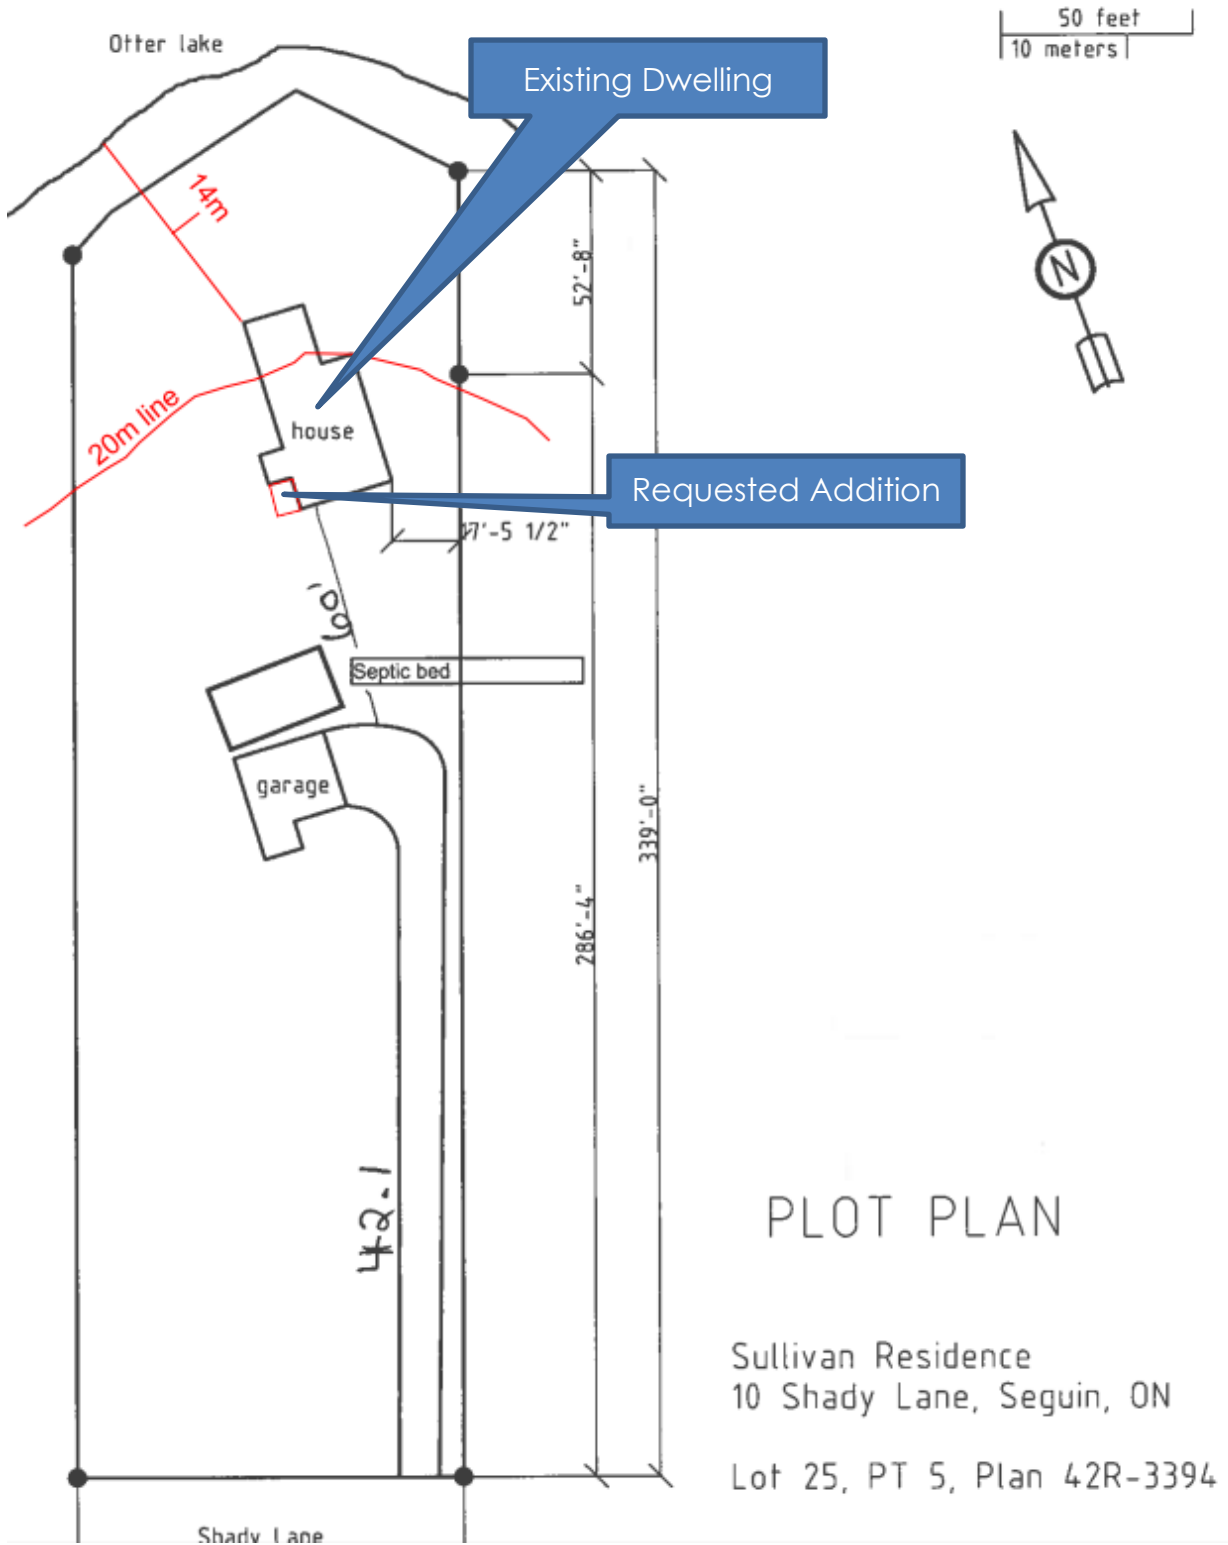 50 feet
10 meters
Otter lake
Existing Dwelling
14m
N
52'-8"
20m line
house
Requested Addition
17'-5 1/2"
60'
Septic bed
garage
339'-0"
286'-4"
42.1
PLOT PLAN
Sullivan Residence
10 Shady Lane, Seguin, ON
Lot 25, PT 5, Plan 42R-3394
Shady Lane